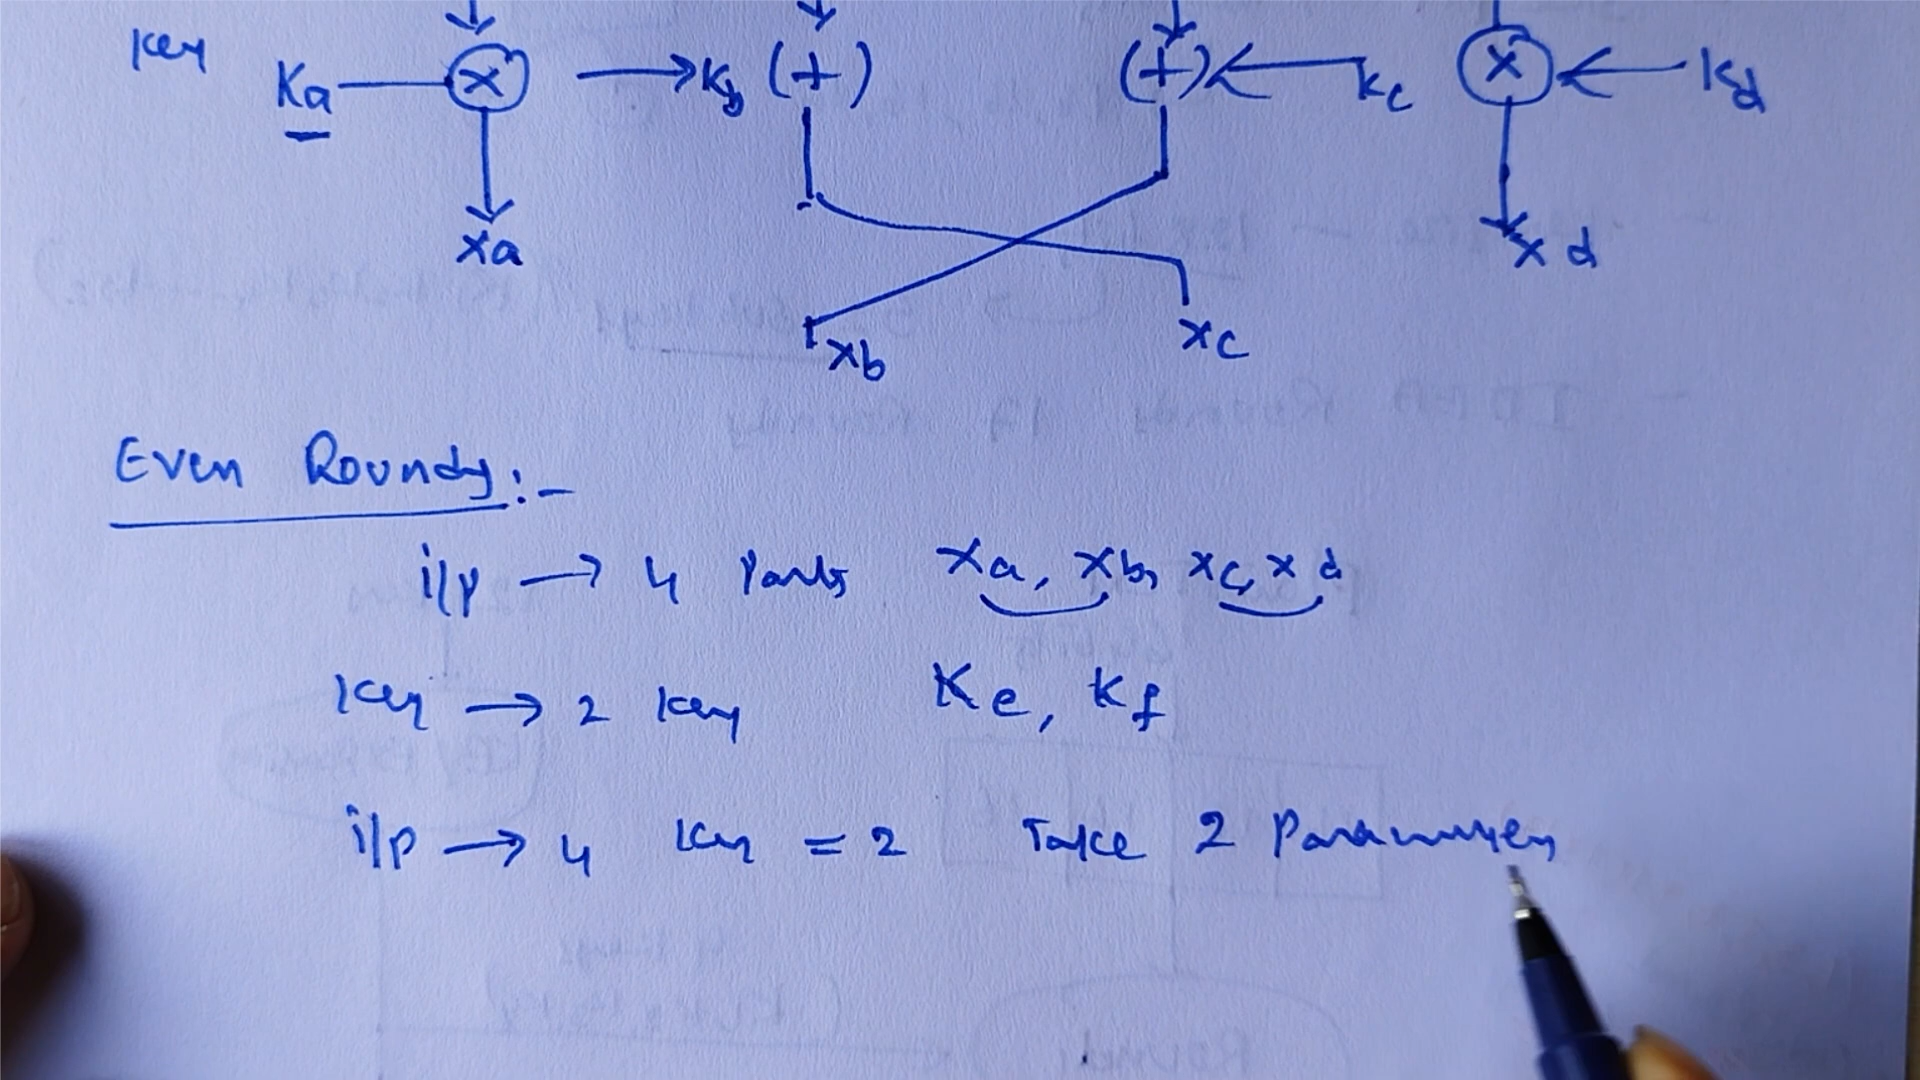 Key Ka (x) → Kb (+) (+) ← Kc (x) ← Kd
xa xd
xb xc
Even Rounds:-
i/p → 4 Parts Xa, Xb, Xc, Xd
Key → 2 Key Ke, Kf
i/p → 4 Key = 2 Take 2 Parameters